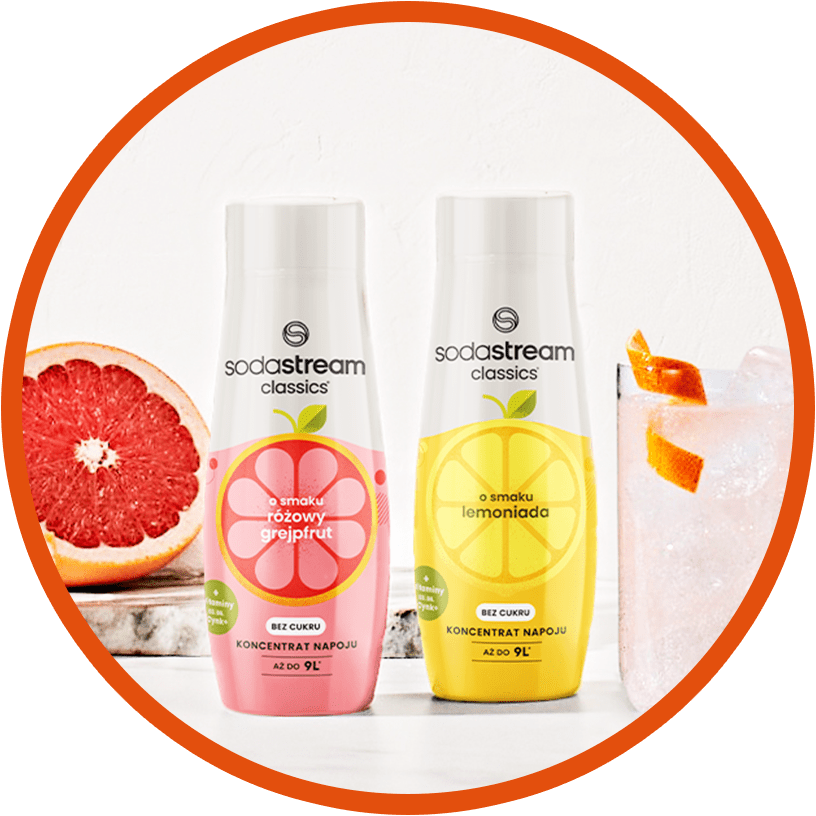 sodastream
classics®
o smaku
różowy
grejpfrut
+
BEZ CUKRU
KONCENTRAT NAPOJU
AŻ DO 9L*
sodastream
classics®
o smaku
lemoniada
+
BEZ CUKRU
KONCENTRAT NAPOJU
AŻ DO 9L*